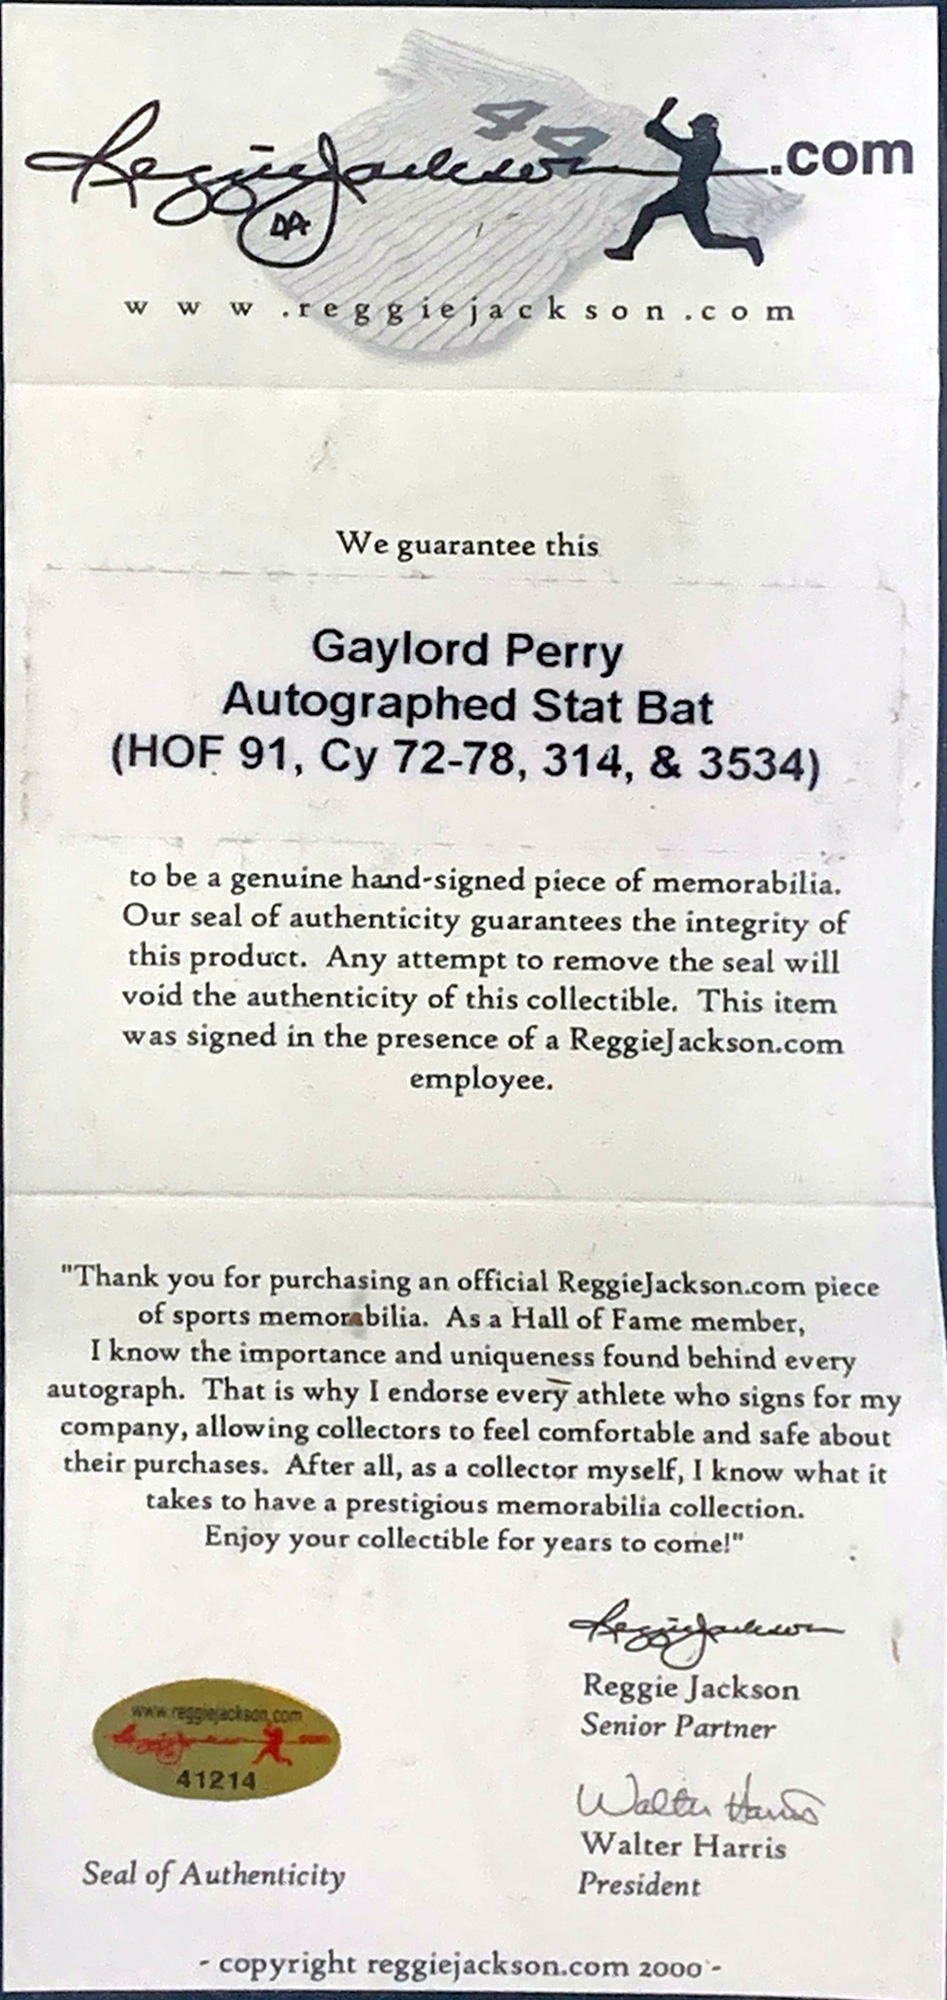 44
Reggie Jackson .com
44
www.reggiejackson.com
We guarantee this
Gaylord Perry
Autographed Stat Bat
(HOF 91, Cy 72-78, 314, & 3534)
to be a genuine hand-signed piece of memorabilia.
Our seal of authenticity guarantees the integrity of
this product. Any attempt to remove the seal will
void the authenticity of this collectible. This item
was signed in the presence of a ReggieJackson.com
employee.
"Thank you for purchasing an official ReggieJackson.com piece
of sports memorabilia. As a Hall of Fame member,
I know the importance and uniqueness found behind every
autograph. That is why I endorse every athlete who signs for my
company, allowing collectors to feel comfortable and safe about
their purchases. After all, as a collector myself, I know what it
takes to have a prestigious memorabilia collection.
Enjoy your collectible for years to come!"
Reggie Jackson
Reggie Jackson
Senior Partner
www.reggiejackson.com
41214
Seal of Authenticity
Walter Harris
Walter Harris
President
- copyright reggiejackson.com 2000 -